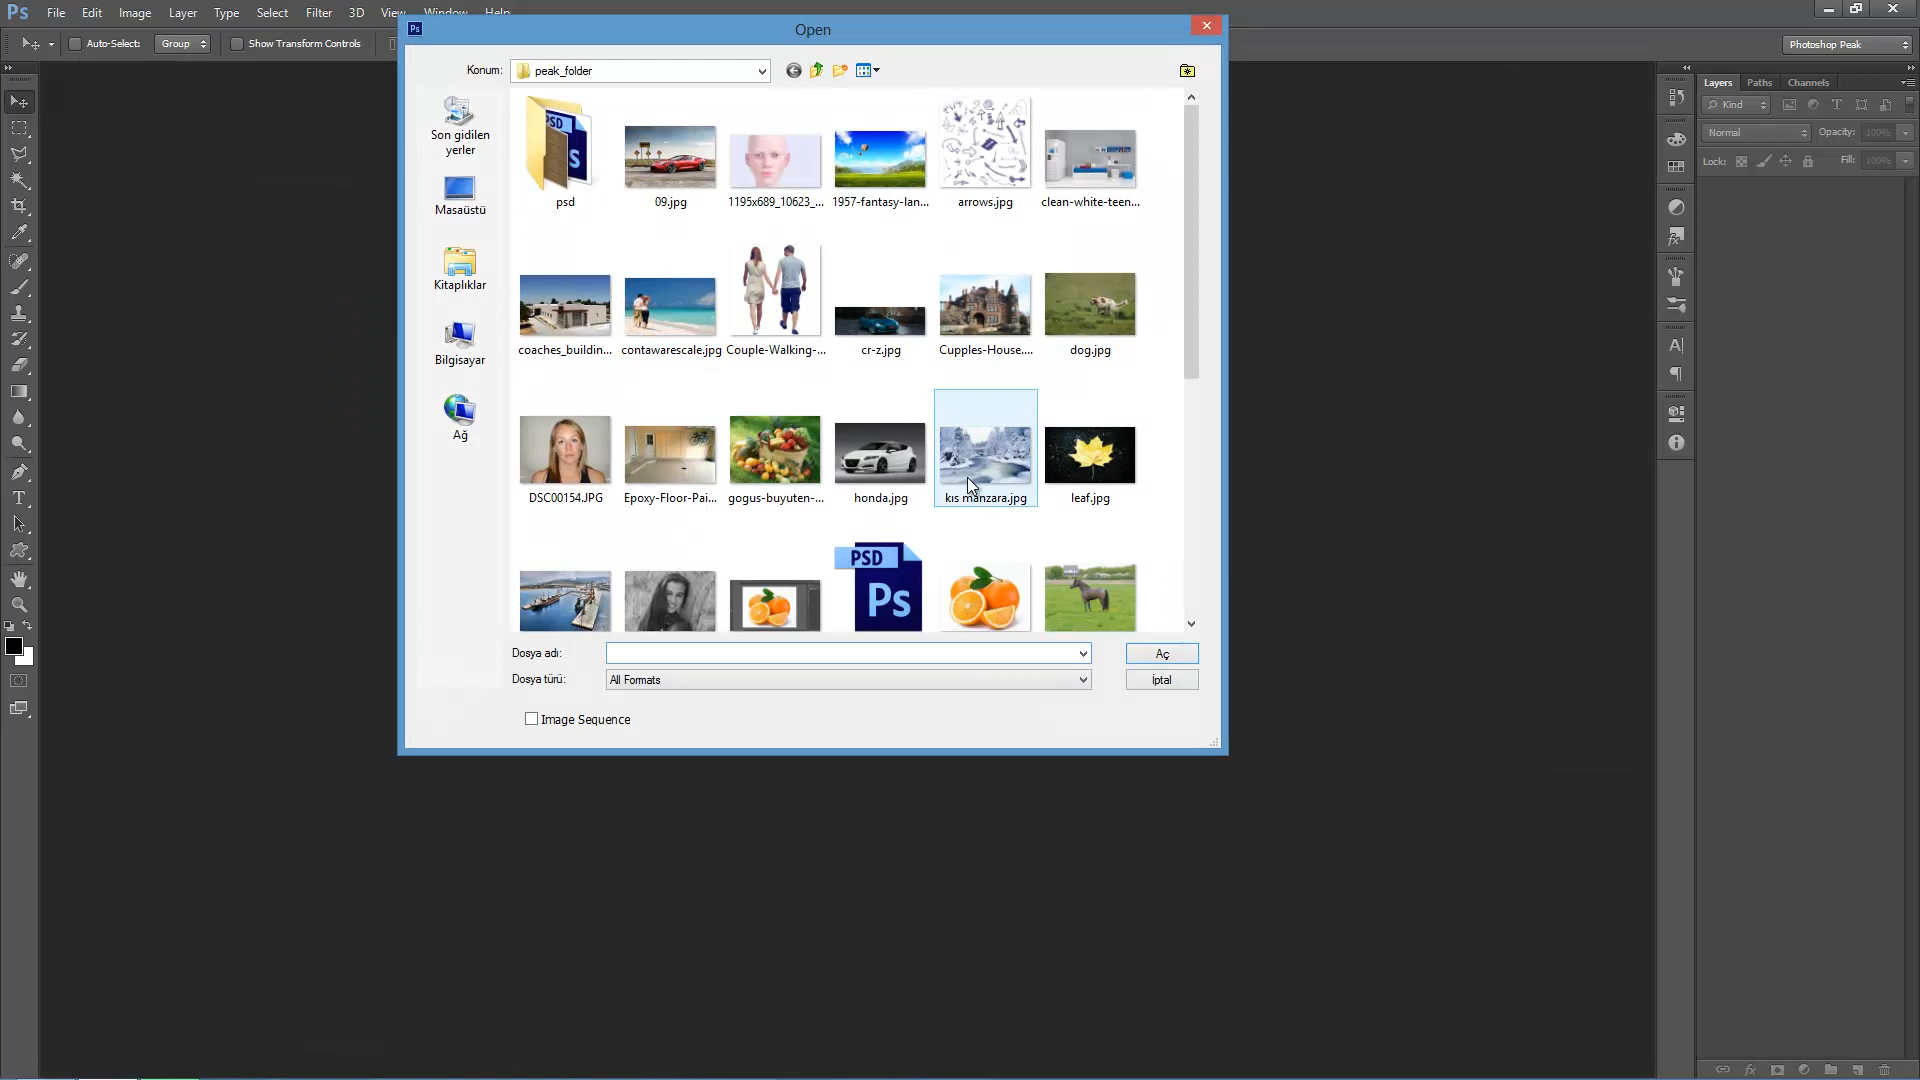 Ps File Edit Image Layer Type Select Filter 3D View Window Help
Auto-Select: Group Show Transform Controls
Photoshop Peak
Ps Open
Konum: peak_folder
Son gidilen
yerler
Masaüstü
Kitaplıklar
Bilgisayar
Ağ
PSD
psd 09.jpg 1195x689_10623_... 1957-fantasy-lan... arrows.jpg clean-white-teen...
coaches_buildin... contawarescale.jpg Couple-Walking-... cr-z.jpg Cupples-House.... dog.jpg
DSC00154.JPG Epoxy-Floor-Pai... gogus-buyuten-... honda.jpg kıs manzara.jpg leaf.jpg
PSD
Ps
Dosya adı: Aç
Dosya türü: All Formats İptal
Image Sequence
Layers Paths Channels
Kind
Normal Opacity: 100%
Lock: Fill: 100%